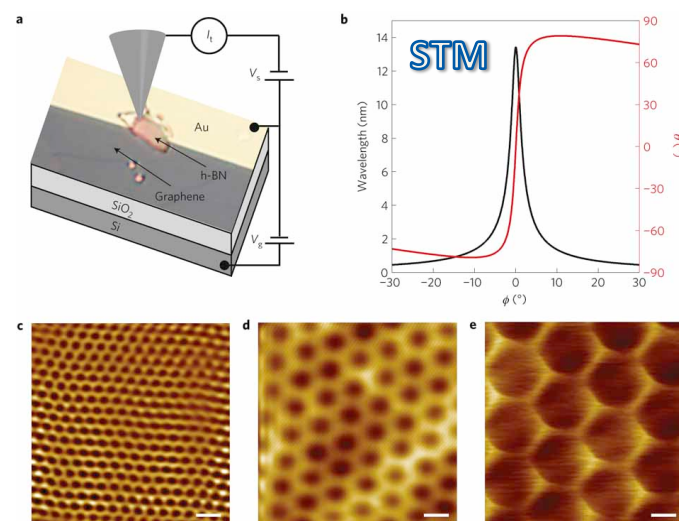 a
I_t
V_s
Au
h-BN
Graphene
SiO₂
Si
V_g
b
STM
Wavelength (nm)
14
12
10
8
6
4
2
0
90
60
30
0
−30
−60
−90
−30
−20
−10
0
10
20
30
ϕ (°)
c
d
e